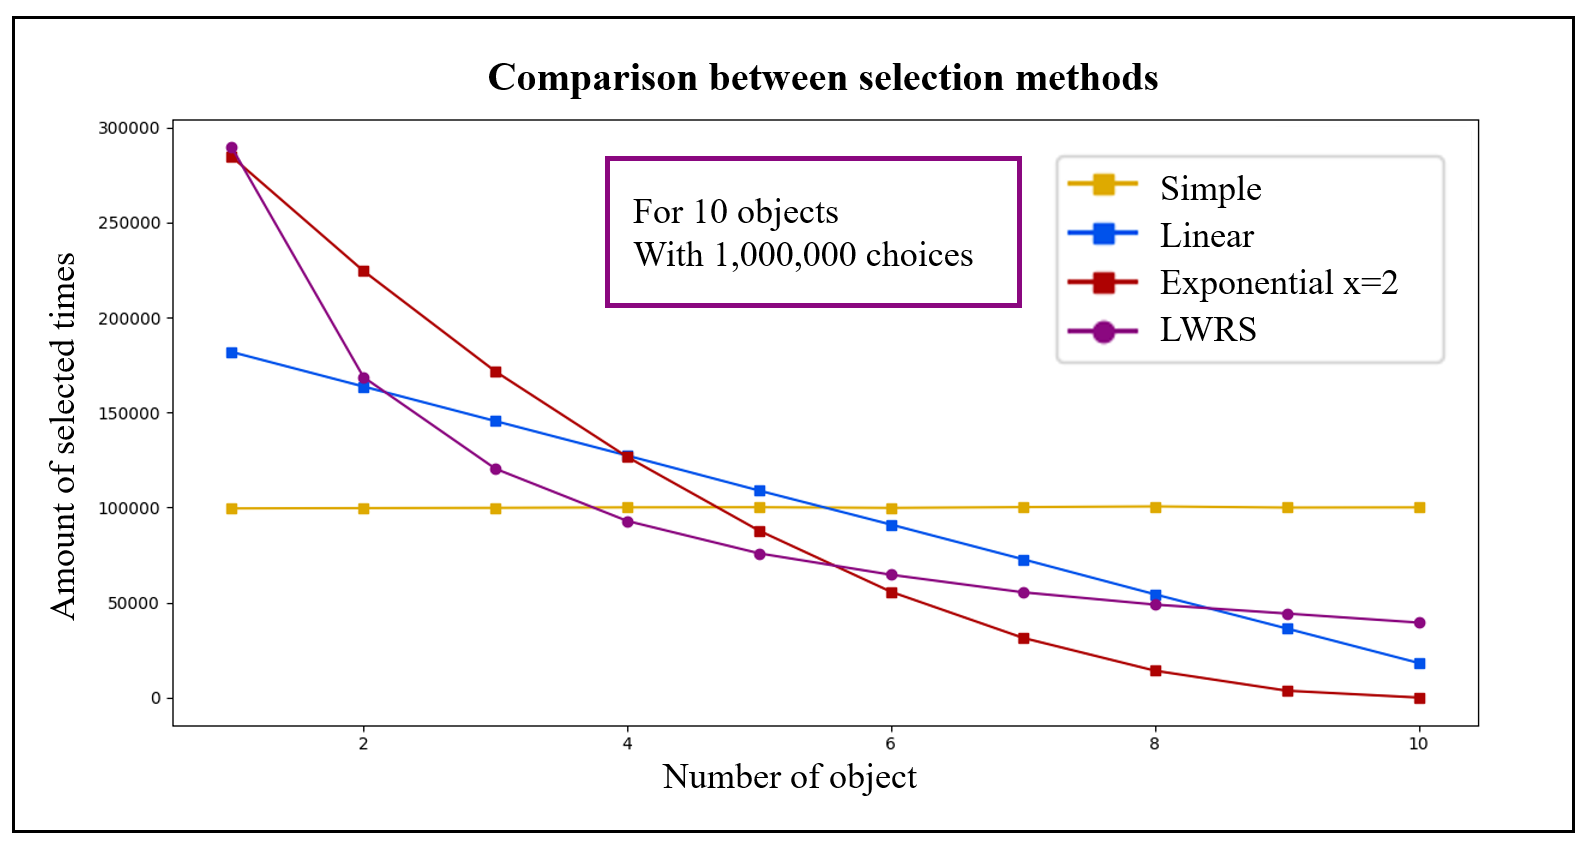 Comparison between selection methods
300000
250000
200000
150000
100000
50000
0
Amount of selected times
For 10 objects
With 1,000,000 choices
Simple
Linear
Exponential x=2
LWRS
2
4
6
8
10
Number of object